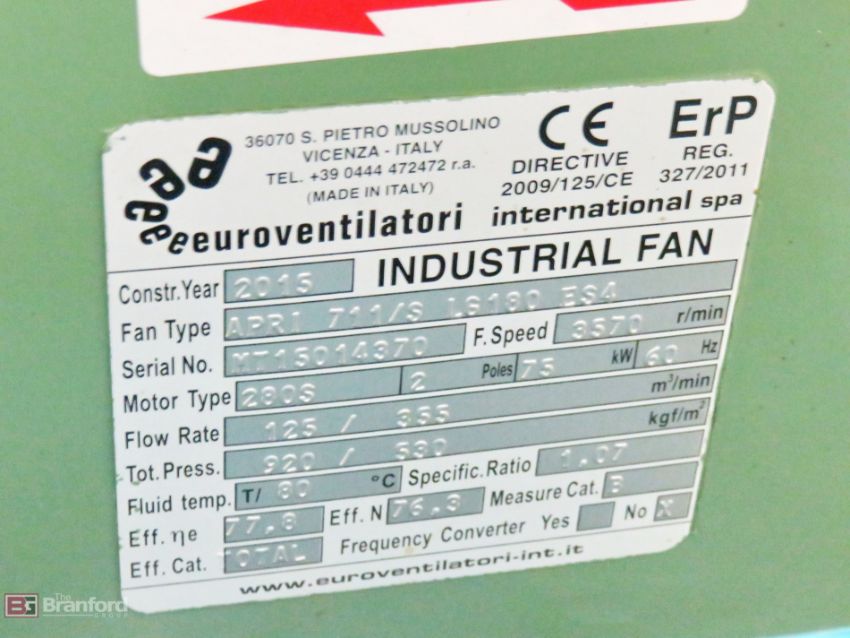 36070 S. PIETRO MUSSOLINO
VICENZA - ITALY
TEL. +39 0444 472472 r.a.
(MADE IN ITALY)
CE
DIRECTIVE
2009/125/CE
ErP
REG.
327/2011
euroventilatori international spa
Constr.Year 2015 INDUSTRIAL FAN
Fan Type APRI 711/S LG180 ES4
Serial No. MT15014370 F.Speed 3570 r/min
Motor Type 280S 2 Poles 75 kW 60 Hz
Flow Rate 125 / 355 m³/min
Tot.Press. 920 / 530 kgf/m²
Fluid temp. T/ 80 °C Specific.Ratio 1.07
Eff. ηe 77,8 Eff. N 76.3 Measure Cat. B
Eff. Cat. TOTAL Frequency Converter Yes No X
www.euroventilatori-int.it
BG The Branford GROUP